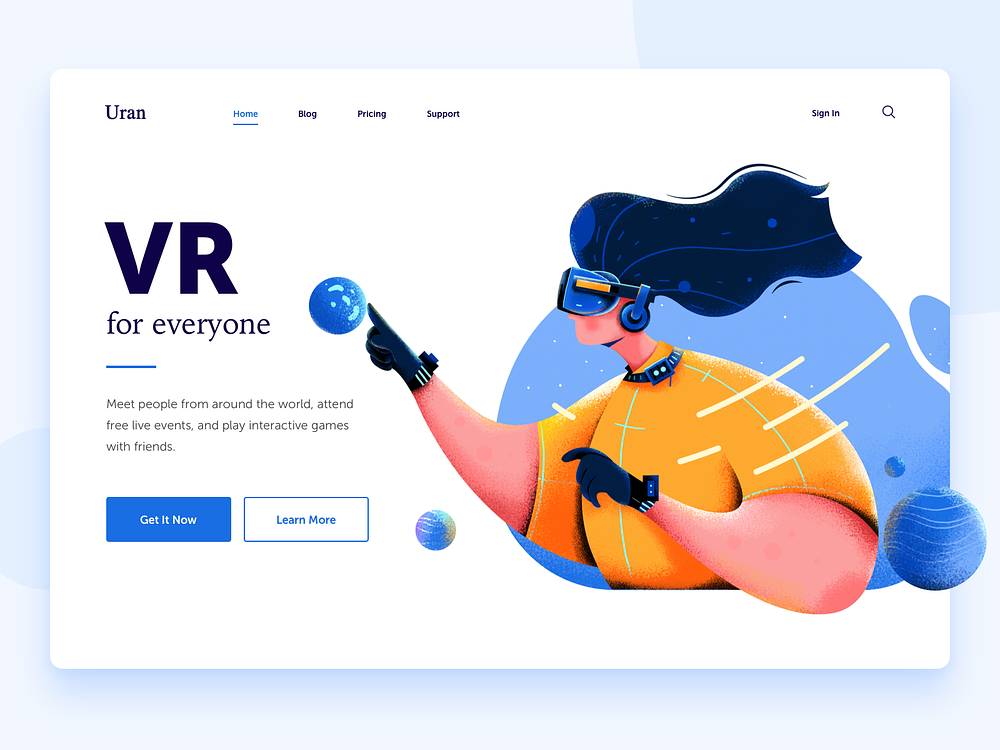 Uran
Home
Blog
Pricing
Support
Sign In
VR
for everyone
Meet people from around the world, attend
free live events, and play interactive games
with friends.
Get It Now
Learn More